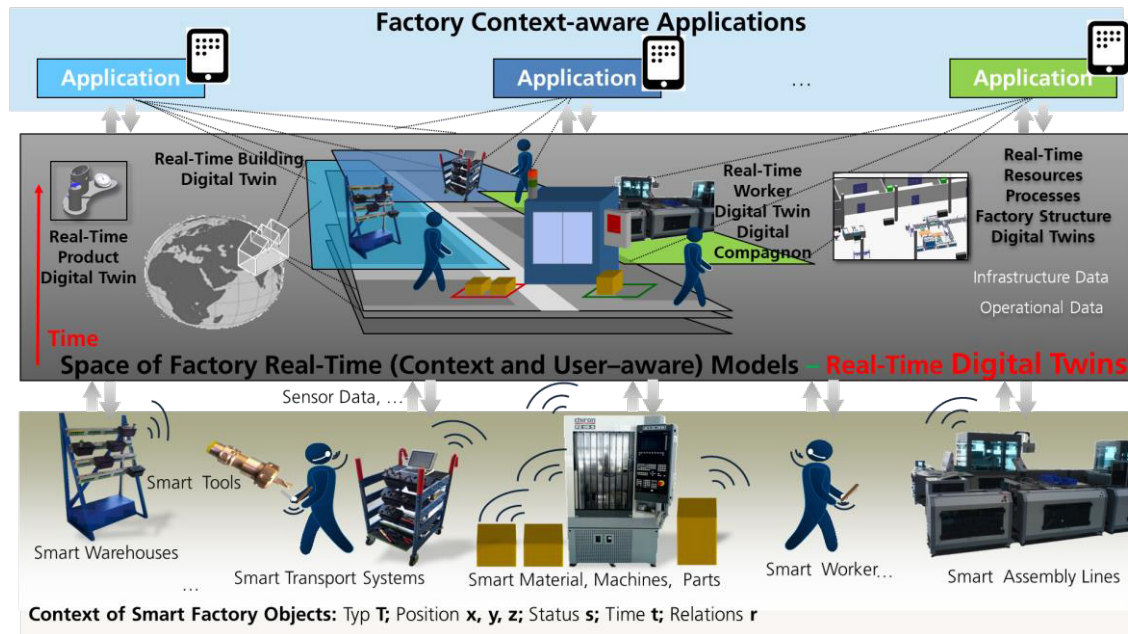 Factory Context-aware Applications
Application
Application
...
Application
Real-Time Building
Digital Twin
Real-Time
Product
Digital Twin
Real-Time
Worker
Digital Twin
Digital
Compagnon
Real-Time
Resources
Processes
Factory Structure
Digital Twins
Infrastructure Data
Operational Data
Time
Space of Factory Real-Time (Context and User–aware) Models – Real-Time Digital Twins
Sensor Data, ...
Smart Tools
Smart Warehouses
...
Smart Transport Systems
Smart Material, Machines, Parts
Smart Worker...
Smart Assembly Lines
Context of Smart Factory Objects: Typ T; Position x, y, z; Status s; Time t; Relations r